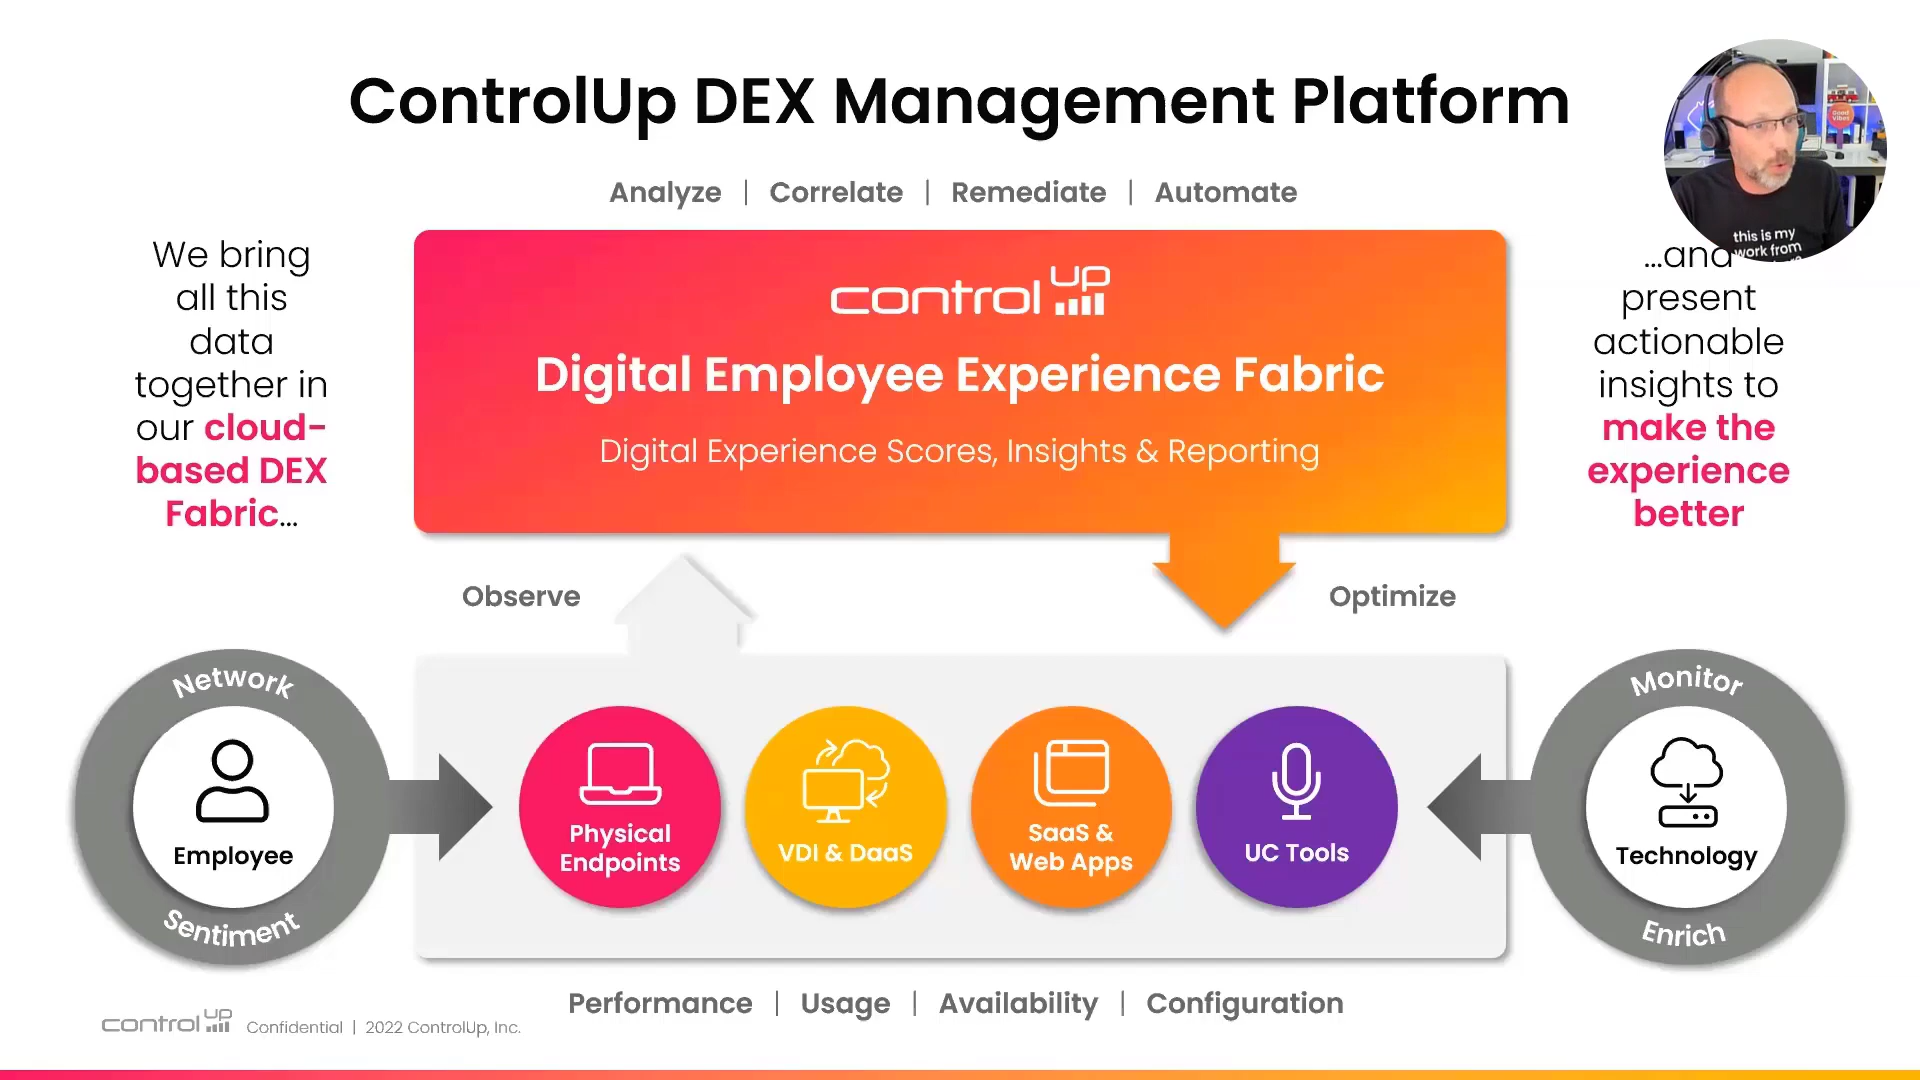 ControlUp DEX Management Platform
Analyze | Correlate | Remediate | Automate
We bring
all this
data
together in
our cloud-
based DEX
Fabric...
control up
Digital Employee Experience Fabric
Digital Experience Scores, Insights & Reporting
this is my
work from
...and
present
actionable
insights to
make the
experience
better
Observe
Optimize
Network
Employee
Sentiment
Physical
Endpoints
VDI & DaaS
SaaS &
Web Apps
UC Tools
Monitor
Technology
Enrich
Performance | Usage | Availability | Configuration
control up Confidential | 2022 ControlUp, Inc.